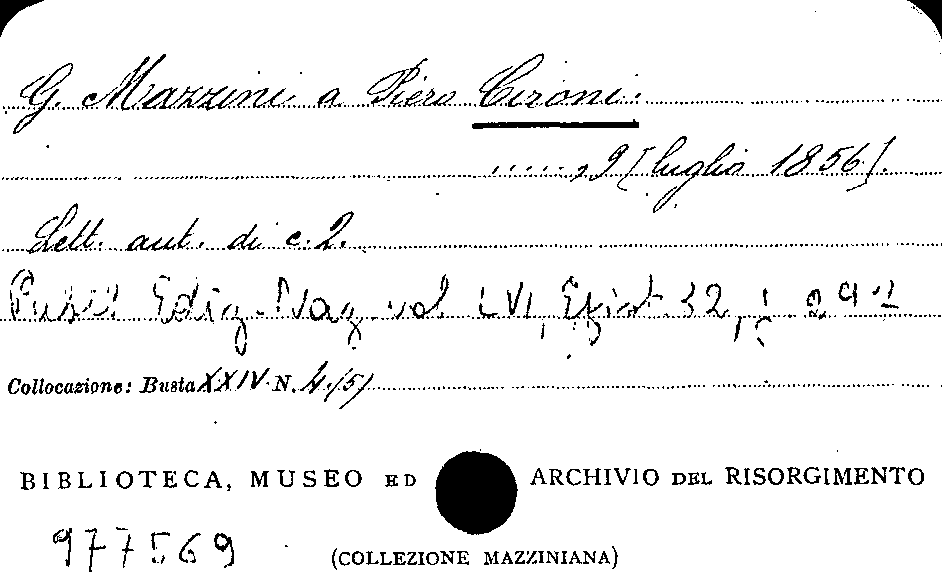 G. Mazzini a Piero Cironi.
......, 9 [luglio 1856].
Lett. aut. di c. 2.
Pubbl. Ediz. Naz. vol. LVI, Epist. 32, p. 292
Collocazione: Busta XXIV N. 4.(5)
BIBLIOTECA, MUSEO ED ARCHIVIO DEL RISORGIMENTO
977569
(COLLEZIONE MAZZINIANA)